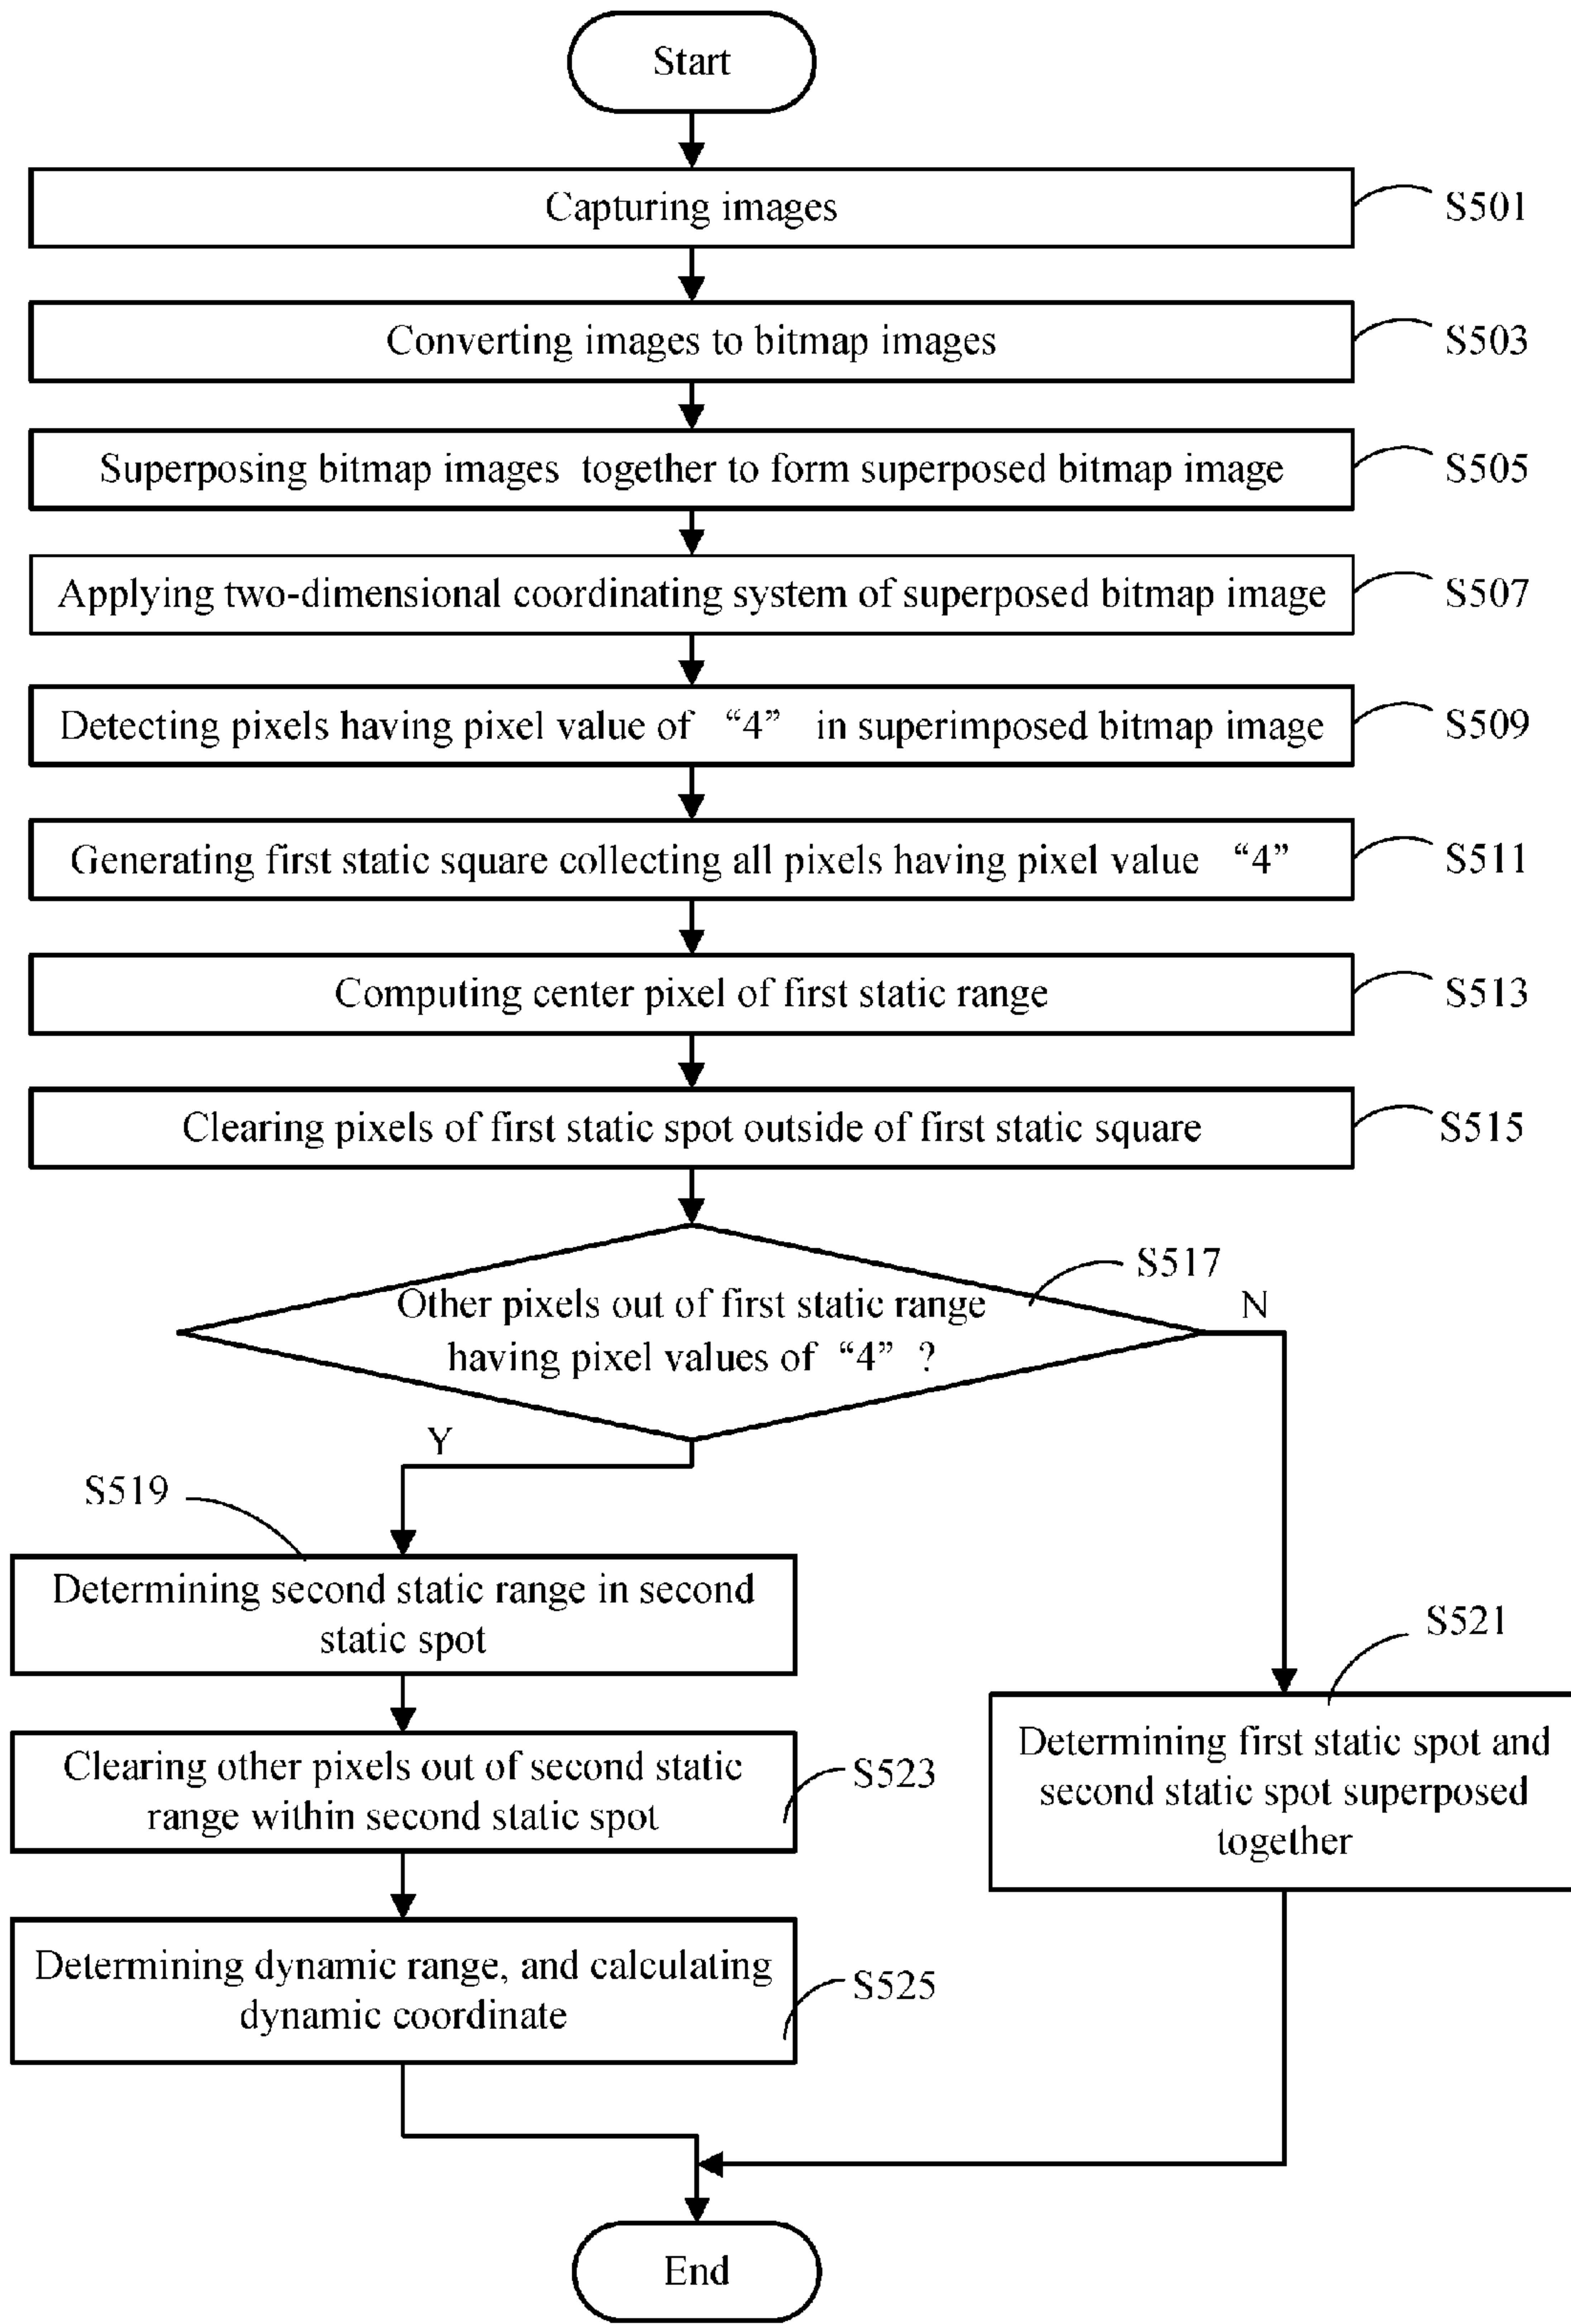 Start
Capturing images
S501
Converting images to bitmap images
S503
Superposing bitmap images together to form superposed bitmap image
S505
Applying two-dimensional coordinating system of superposed bitmap image
S507
Detecting pixels having pixel value of “4” in superimposed bitmap image
S509
Generating first static square collecting all pixels having pixel value “4”
S511
Computing center pixel of first static range
S513
Clearing pixels of first static spot outside of first static square
S515
S517
Other pixels out of first static range
having pixel values of “4” ?
N
Y
S519
Determining second static range in second
static spot
S521
Determining first static spot and
second static spot superposed
together
Clearing other pixels out of second static
range within second static spot
S523
Determining dynamic range, and calculating
dynamic coordinate
S525
End